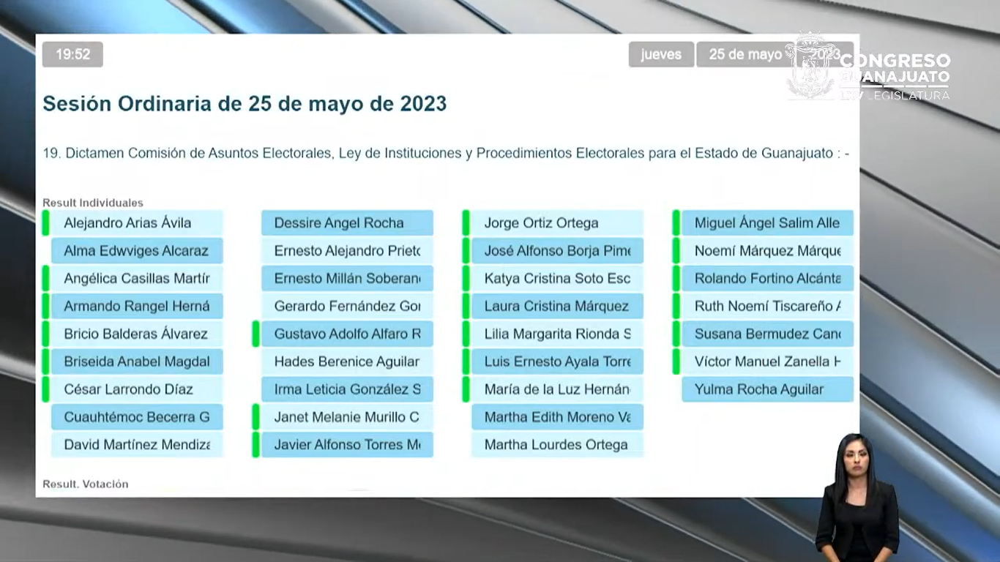 19:52
jueves
25 de mayo
2023
CONGRESO
GUANAJUATO
LXV LEGISLATURA
Sesión Ordinaria de 25 de mayo de 2023
19. Dictamen Comisión de Asuntos Electorales, Ley de Instituciones y Procedimientos Electorales para el Estado de Guanajuato : -
Result Individuales
Alejandro Arias Ávila
Alma Edwviges Alcaraz
Angélica Casillas Martír
Armando Rangel Herná
Bricio Balderas Álvarez
Briseida Anabel Magdal
César Larrondo Díaz
Cuauhtémoc Becerra G
David Martínez Mendiza
Dessire Angel Rocha
Ernesto Alejandro Prieto
Ernesto Millán Soberan
Gerardo Fernández Gor
Gustavo Adolfo Alfaro R
Hades Berenice Aguilar
Irma Leticia González S
Janet Melanie Murillo C
Javier Alfonso Torres M
Jorge Ortiz Ortega
José Alfonso Borja Pime
Katya Cristina Soto Esc
Laura Cristina Márquez
Lilia Margarita Rionda S
Luis Ernesto Ayala Torre
María de la Luz Hernán
Martha Edith Moreno Va
Martha Lourdes Ortega
Miguel Ángel Salim Alle
Noemí Márquez Márque
Rolando Fortino Alcánta
Ruth Noemí Tiscareño A
Susana Bermudez Can
Víctor Manuel Zanella H
Yulma Rocha Aguilar
Result. Votación